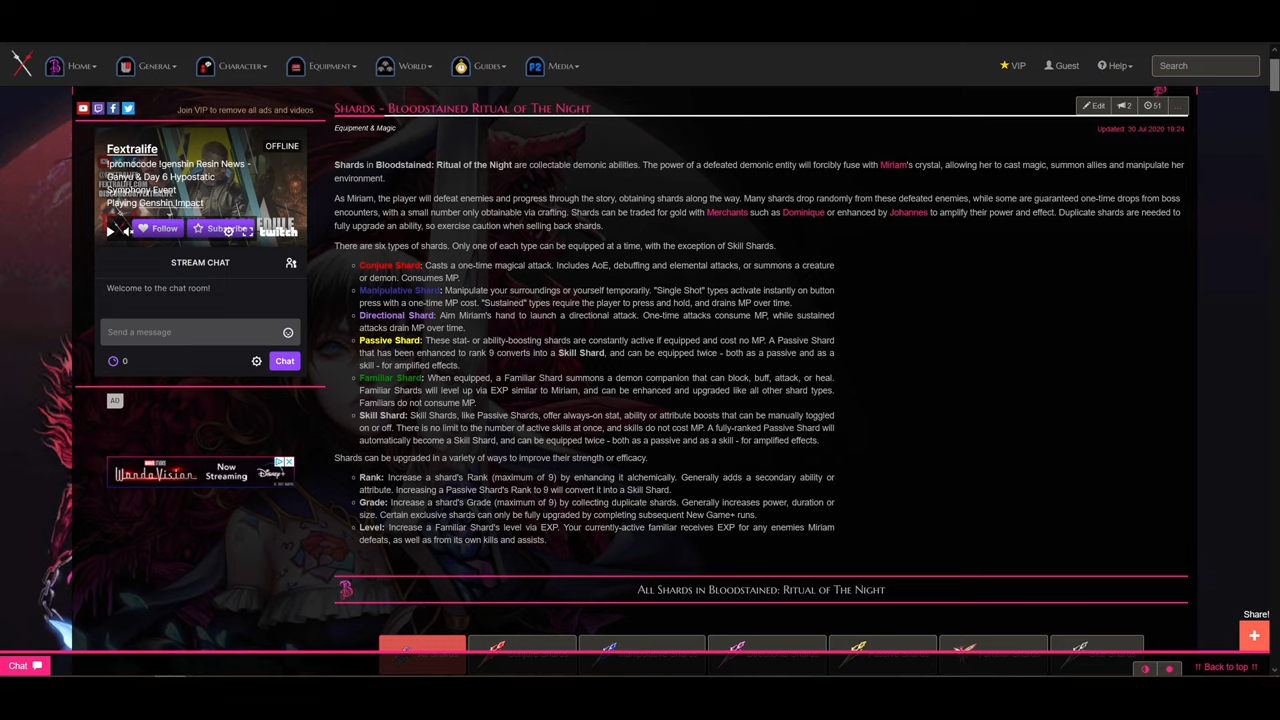 Home General Character Equipment World Guides Media VIP Guest Help Search
Join VIP to remove all ads and videos
Fextralife
OFFLINE
!promocode !genshin Resin News -
Ganyu & Day 6 Hypostatic
Symphony Event
Playing Genshin Impact
Follow Subscribe twitch
STREAM CHAT
Welcome to the chat room!
Send a message
0 Chat
AD
MARVEL STUDIOS
WandaVision Now Streaming Disney+
Shards - Bloodstained Ritual of The Night
Edit 2 51 ...
Equipment & Magic
Updated: 30 Jul 2020 19:24
Shards in Bloodstained: Ritual of the Night are collectable demonic abilities. The power of a defeated demonic entity will forcibly fuse with Miriam's crystal, allowing her to cast magic, summon allies and manipulate her
environment.
As Miriam, the player will defeat enemies and progress through the story, obtaining shards along the way. Many shards drop randomly from these defeated enemies, while some are guaranteed one-time drops from boss
encounters, with a small number only obtainable via crafting. Shards can be traded for gold with Merchants such as Dominique or enhanced by Johannes to amplify their power and effect. Duplicate shards are needed to
fully upgrade an ability, so exercise caution when selling back shards.
There are six types of shards. Only one of each type can be equipped at a time, with the exception of Skill Shards.
Conjure Shard: Casts a one-time magical attack. Includes AoE, debuffing and elemental attacks, or summons a creature
or demon. Consumes MP.
Manipulative Shard: Manipulate your surroundings or yourself temporarily. "Single Shot" types activate instantly on button
press with a one-time MP cost. "Sustained" types require the player to press and hold, and drains MP over time.
Directional Shard: Aim Miriam's hand to launch a directional attack. One-time attacks consume MP, while sustained
attacks drain MP over time.
Passive Shard: These stat- or ability-boosting shards are constantly active if equipped and cost no MP. A Passive Shard
that has been enhanced to rank 9 converts into a Skill Shard, and can be equipped twice - both as a passive and as a
skill - for amplified effects.
Familiar Shard: When equipped, a Familiar Shard summons a demon companion that can block, buff, attack, or heal.
Familiar Shards will level up via EXP similar to Miriam, and can be enhanced and upgraded like all other shard types.
Familiars do not consume MP.
Skill Shard: Skill Shards, like Passive Shards, offer always-on stat, ability or attribute boosts that can be manually toggled
on or off. There is no limit to the number of active skills at once, and skills do not cost MP. A fully-ranked Passive Shard will
automatically become a Skill Shard, and can be equipped twice - both as a passive and as a skill - for amplified effects.
Shards can be upgraded in a variety of ways to improve their strength or efficacy.
Rank: Increase a shard's Rank (maximum of 9) by enhancing it alchemically. Generally adds a secondary ability or
attribute. Increasing a Passive Shard's Rank to 9 will convert it into a Skill Shard.
Grade: Increase a shard's Grade (maximum of 9) by collecting duplicate shards. Generally increases power, duration or
size. Certain exclusive shards can only be fully upgraded by completing subsequent New Game+ runs.
Level: Increase a Familiar Shard's level via EXP. Your currently-active familiar receives EXP for any enemies Miriam
defeats, as well as from its own kills and assists.
All Shards in Bloodstained: Ritual of The Night
All Shards Conjure Shards Manipulative Shards Directional Shards Passive Shards Familiar Shards Skill Shards
Share!
+
Chat
Back to top